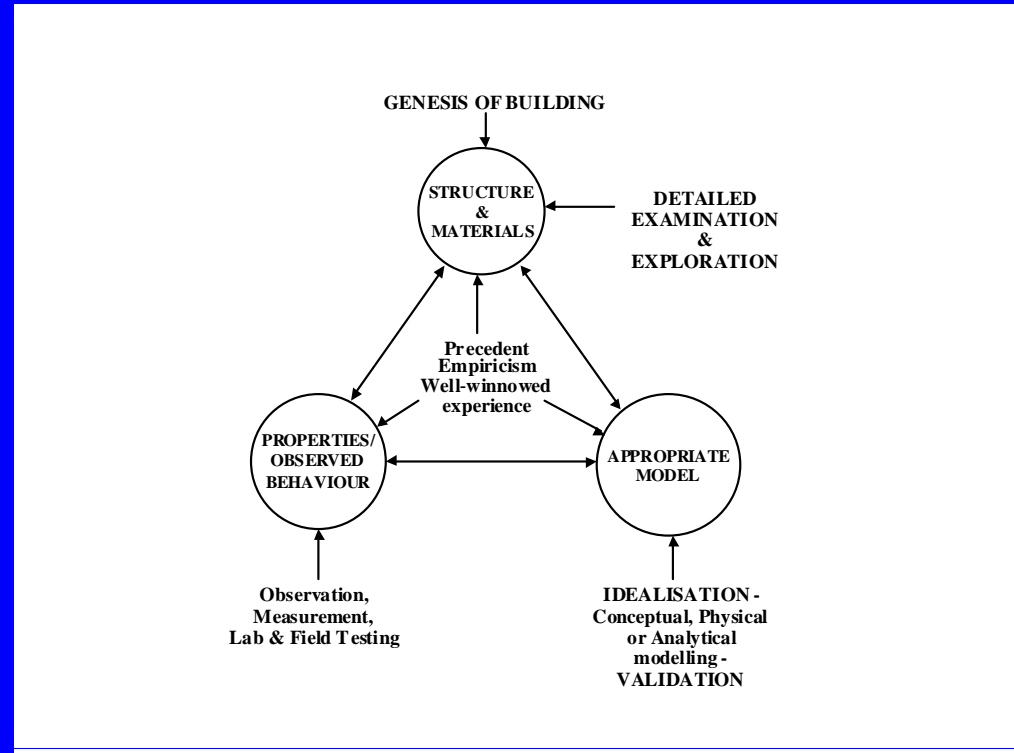 GENESIS OF BUILDING
STRUCTURE
&
MATERIALS
DETAILED
EXAMINATION
&
EXPLORATION
Precedent
Empiricism
Well-winnowed
experience
PROPERTIES/
OBSERVED
BEHAVIOUR
APPROPRIATE
MODEL
Observation,
Measurement,
Lab & Field Testing
IDEALISATION -
Conceptual, Physical
or Analytical
modelling -
VALIDATION